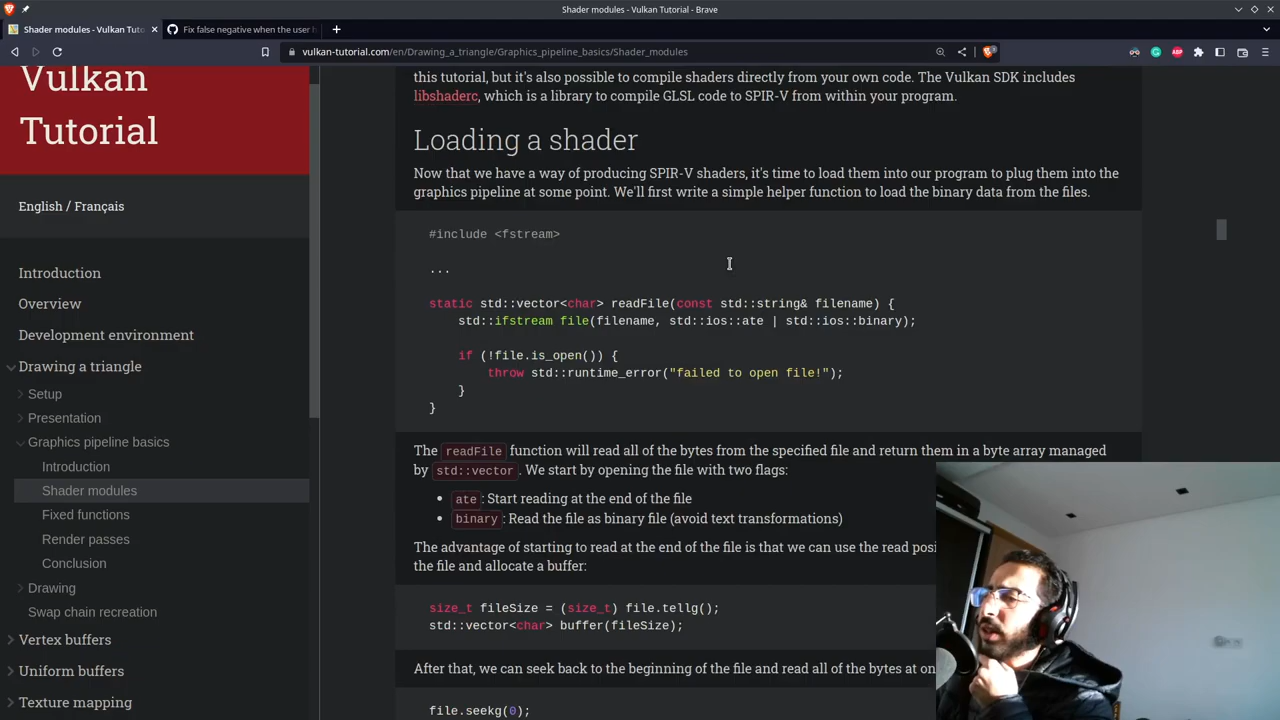 Shader modules - Vulkan Tutorial - Brave
Shader modules - Vulkan Tuto
Fix false negative when the user h
vulkan-tutorial.com/en/Drawing_a_triangle/Graphics_pipeline_basics/Shader_modules
Vulkan
Tutorial
English / Français
Introduction
Overview
Development environment
Drawing a triangle
Setup
Presentation
Graphics pipeline basics
Introduction
Shader modules
Fixed functions
Render passes
Conclusion
Drawing
Swap chain recreation
Vertex buffers
Uniform buffers
Texture mapping
this tutorial, but it's also possible to compile shaders directly from your own code. The Vulkan SDK includes
libshaderc, which is a library to compile GLSL code to SPIR-V from within your program.
Loading a shader
Now that we have a way of producing SPIR-V shaders, it's time to load them into our program to plug them into the
graphics pipeline at some point. We'll first write a simple helper function to load the binary data from the files.
#include <fstream>
...
static std::vector<char> readFile(const std::string& filename) {
std::ifstream file(filename, std::ios::ate | std::ios::binary);
if (!file.is_open()) {
throw std::runtime_error("failed to open file!");
}
}
The readFile function will read all of the bytes from the specified file and return them in a byte array managed
by std::vector. We start by opening the file with two flags:
• ate: Start reading at the end of the file
• binary: Read the file as binary file (avoid text transformations)
The advantage of starting to read at the end of the file is that we can use the read posi
the file and allocate a buffer:
size_t fileSize = (size_t) file.tellg();
std::vector<char> buffer(fileSize);
After that, we can seek back to the beginning of the file and read all of the bytes at on
file.seekg(0);